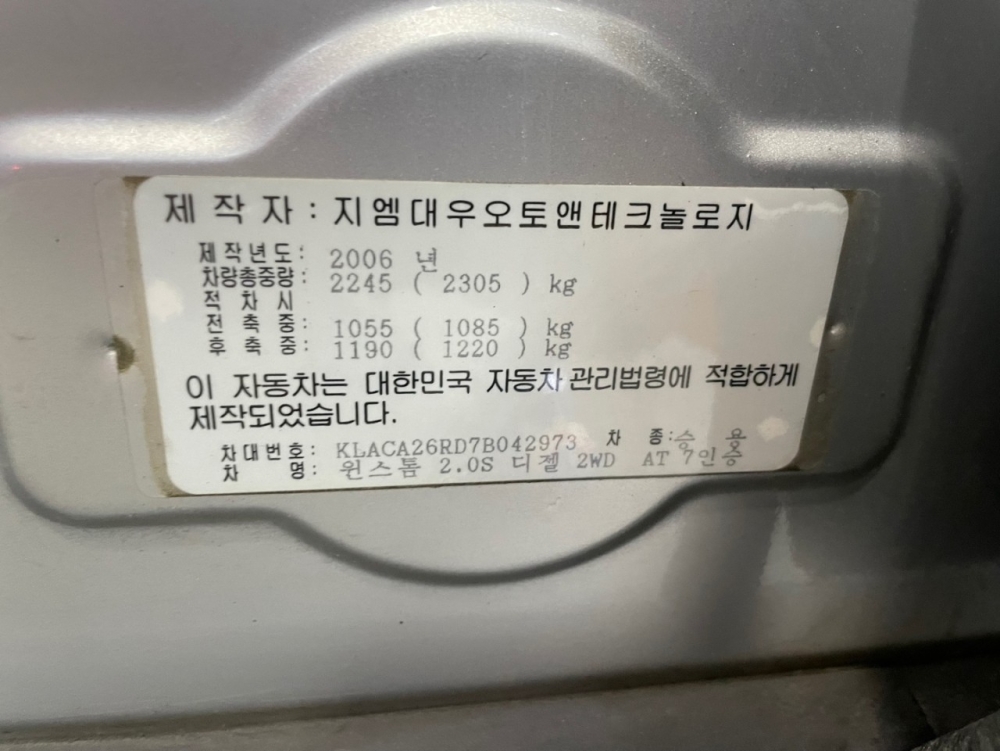 제 작 자 : 지엠대우오토앤테크놀로지
제작년도: 2006 년
차량총중량: 2245 ( 2305 ) kg
적 차 시
전 축 중: 1055 ( 1085 ) kg
후 축 중: 1190 ( 1220 ) kg
이 자동차는 대한민국 자동차 관리법령에 적합하게
제작되었습니다.
차대번호: KLACA26RD7B042973 차 종:승 용
차 명: 윈스톰 2.0S 디젤 2WD AT 7인승